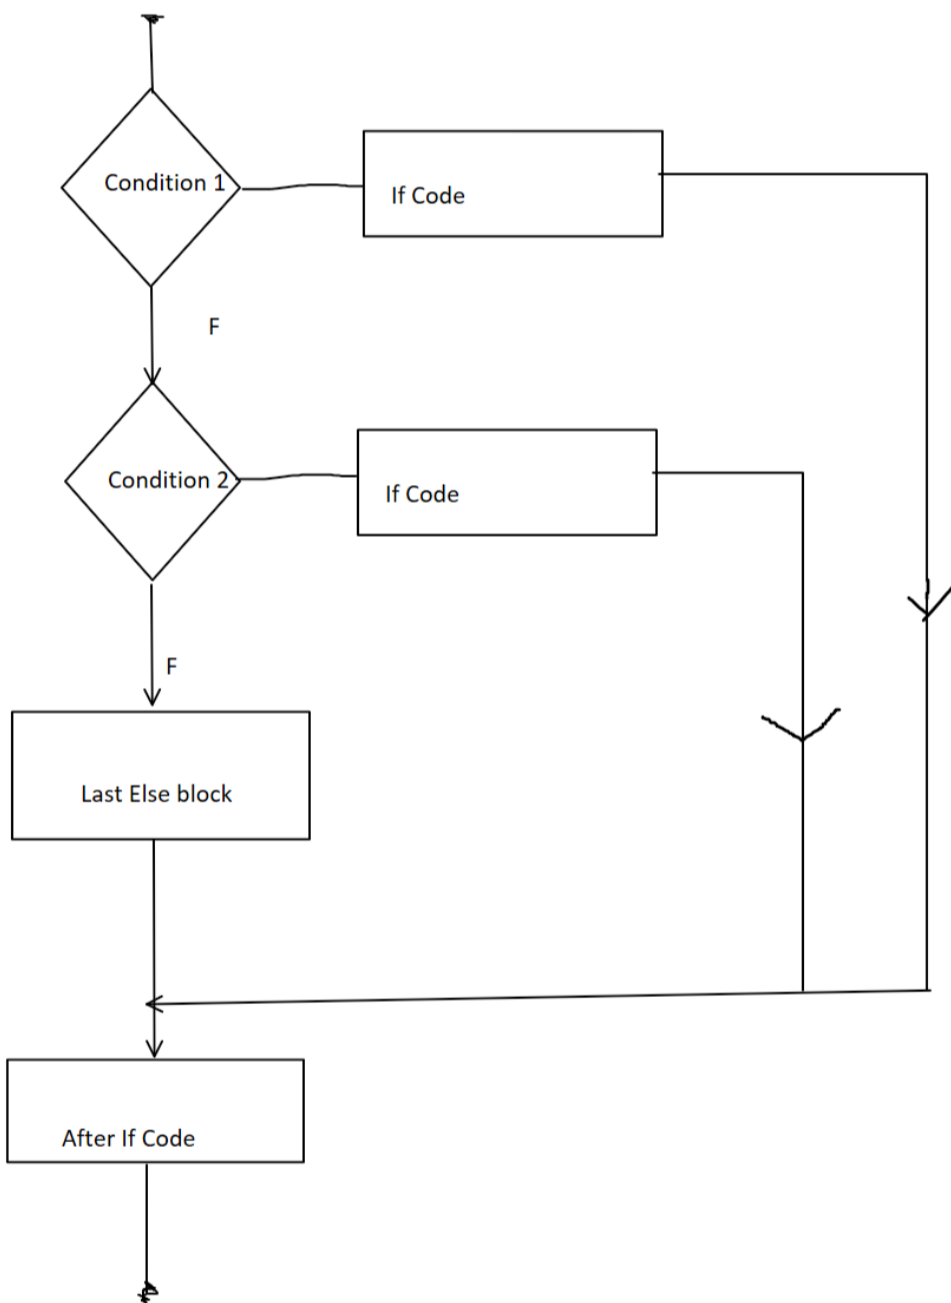 Condition 1
If Code
F
Condition 2
If Code
F
Last Else block
After If Code